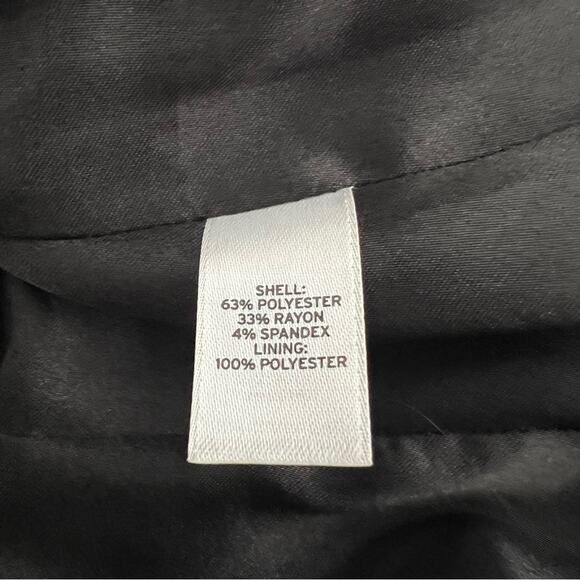 SHELL:
63% POLYESTER
33% RAYON
4% SPANDEX
LINING:
100% POLYESTER